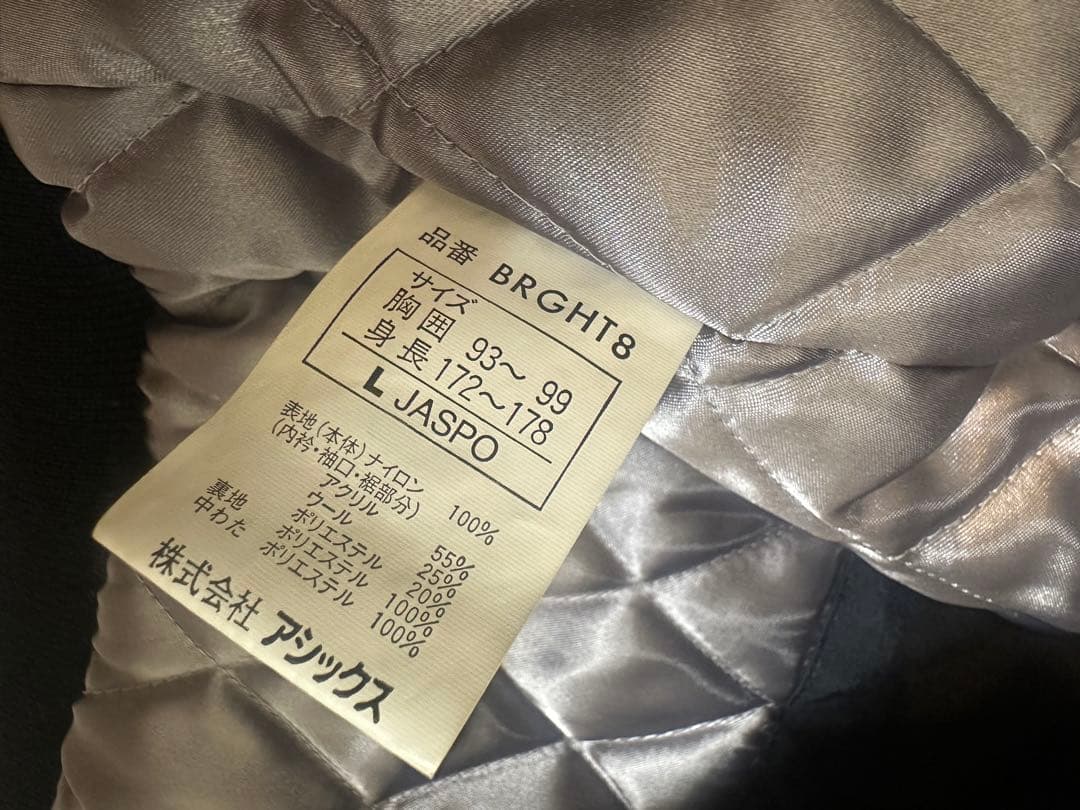 品番 BRGHT8
サイズ
胸囲 93～ 99
身長 172～178
L JASPO
表地(本体)ナイロン 100%
(内衿・袖口・裾部分)
アクリル 55%
ウール 25%
ポリエステル 20%
裏地 ポリエステル 100%
中わた ポリエステル 100%
株式会社 アシックス